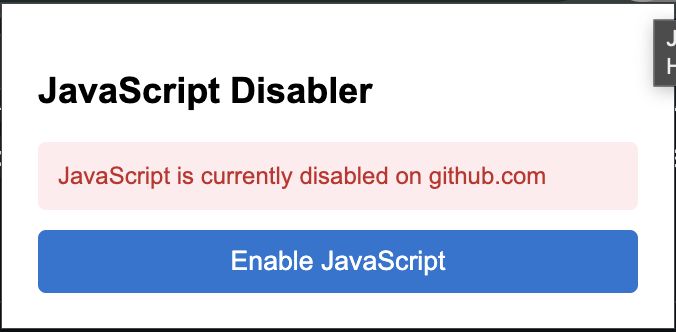 JavaScript Disabler
JavaScript is currently disabled on github.com
Enable JavaScript